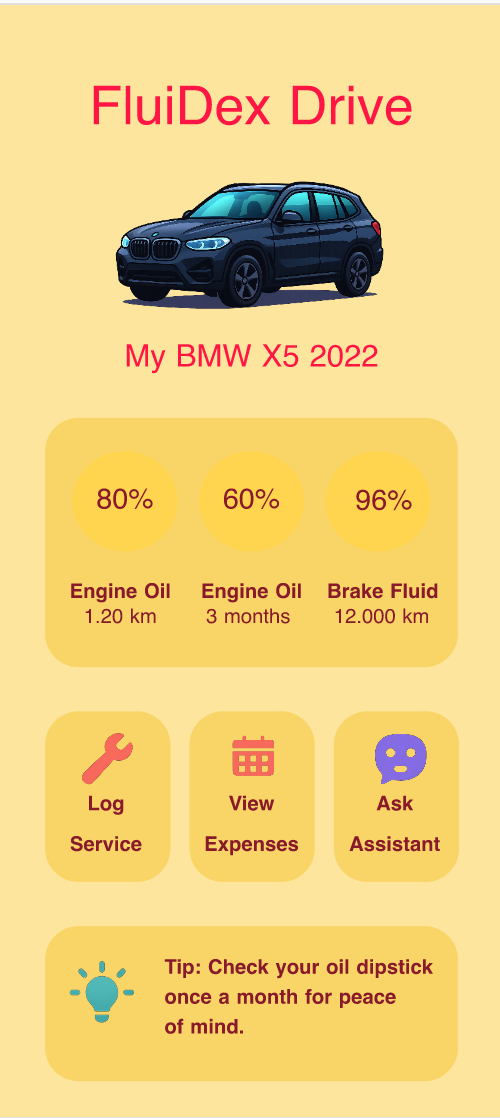 FluiDex Drive
My BMW X5 2022
80% 60% 96%
Engine Oil Engine Oil Brake Fluid
1.20 km 3 months 12.000 km
Log
Service
View
Expenses
Ask
Assistant
Tip: Check your oil dipstick
once a month for peace
of mind.